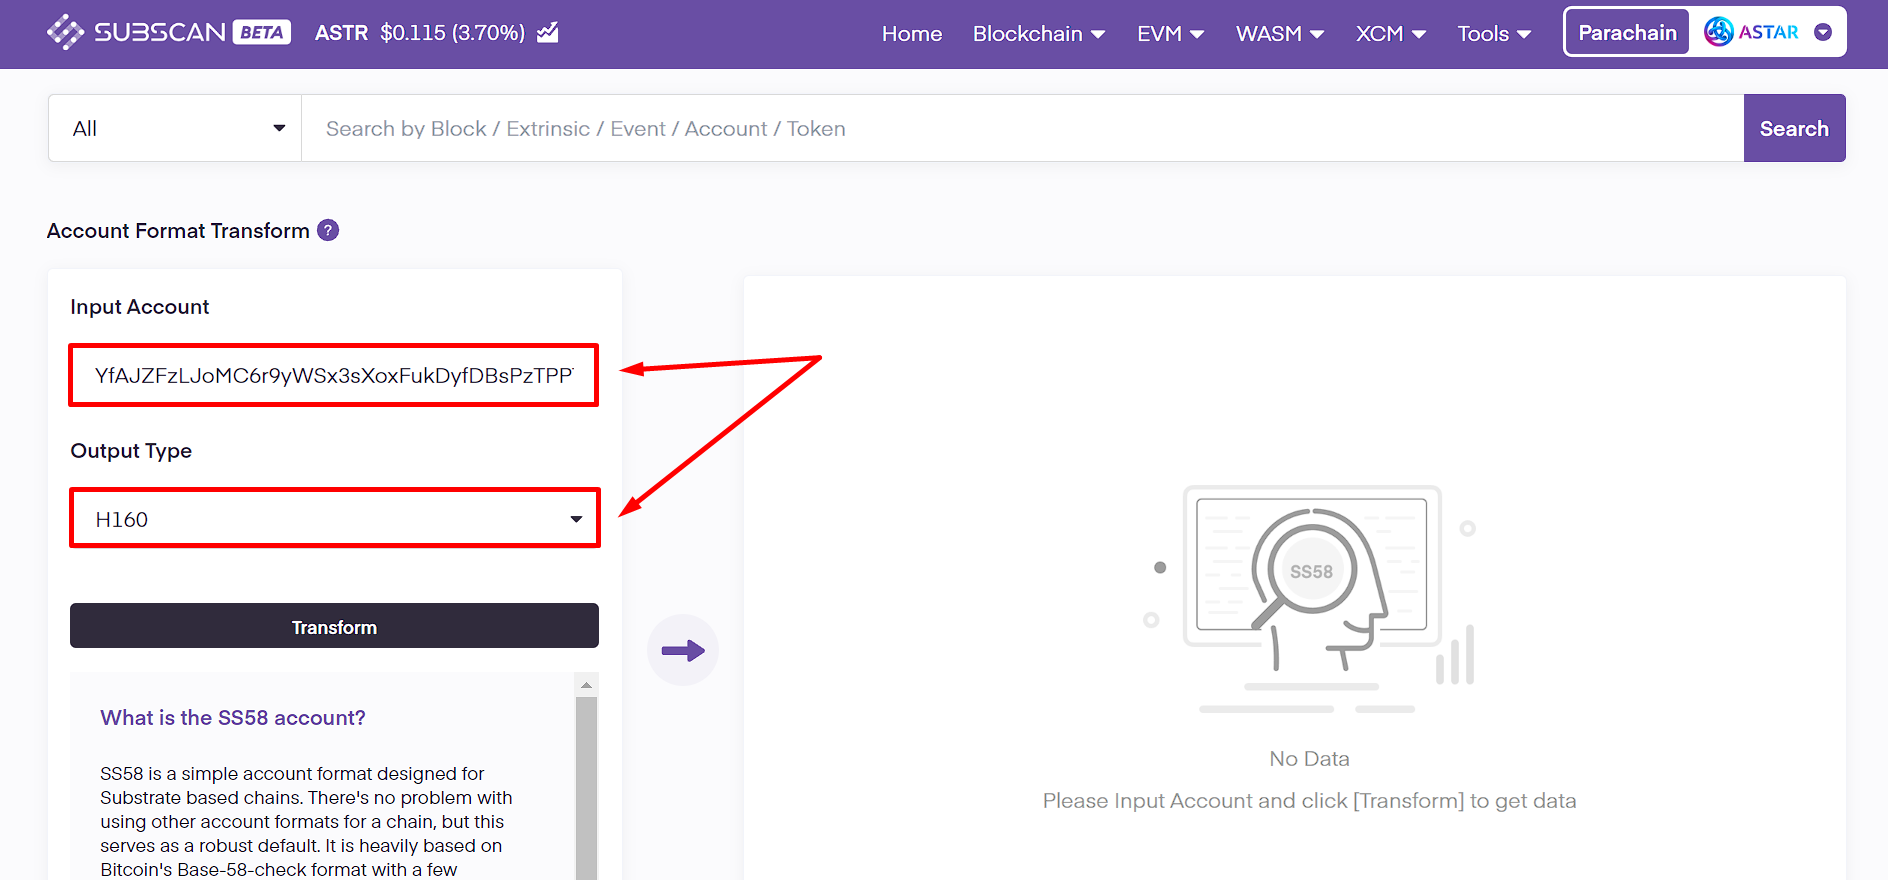 SUBSCAN BETA ASTR $0.115 (3.70%) Home Blockchain EVM WASM XCM Tools Parachain ASTAR
All Search by Block / Extrinsic / Event / Account / Token Search
Account Format Transform ?
Input Account
YfAJZFzLJoMC6r9yWSx3sXoxFukDyfDBsPzTPP
Output Type
H160
Transform
What is the SS58 account?
SS58 is a simple account format designed for
Substrate based chains. There's no problem with
using other account formats for a chain, but this
serves as a robust default. It is heavily based on
Bitcoin's Base-58-check format with a few
SS58
No Data
Please Input Account and click [Transform] to get data